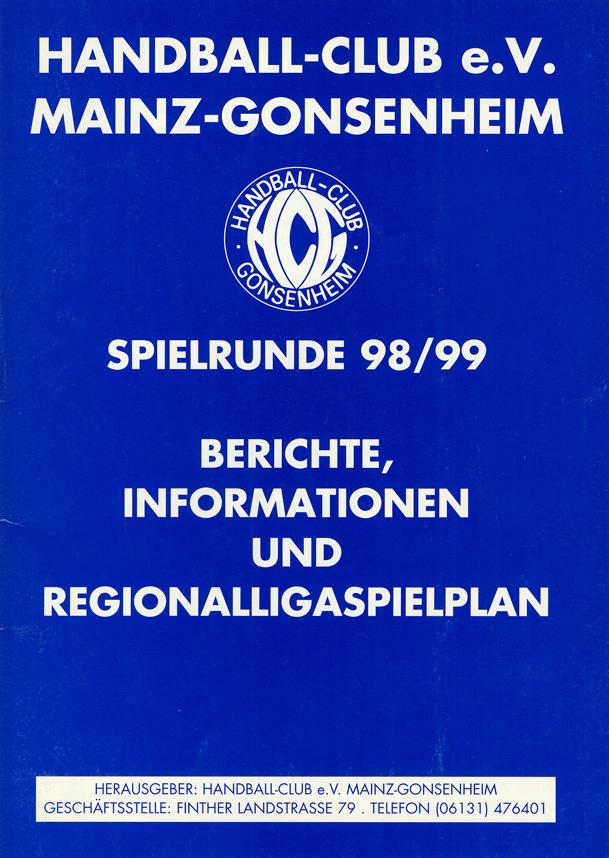 HANDBALL-CLUB e.V.
MAINZ-GONSENHEIM
HANDBALL-CLUB
HCG
GONSENHEIM
SPIELRUNDE 98/99
BERICHTE,
INFORMATIONEN
UND
REGIONALLIGASPIELPLAN
HERAUSGEBER: HANDBALL-CLUB e.V. MAINZ-GONSENHEIM
GESCHÄFTSSTELLE: FINTHER LANDSTRASSE 79 . TELEFON (06131) 476401